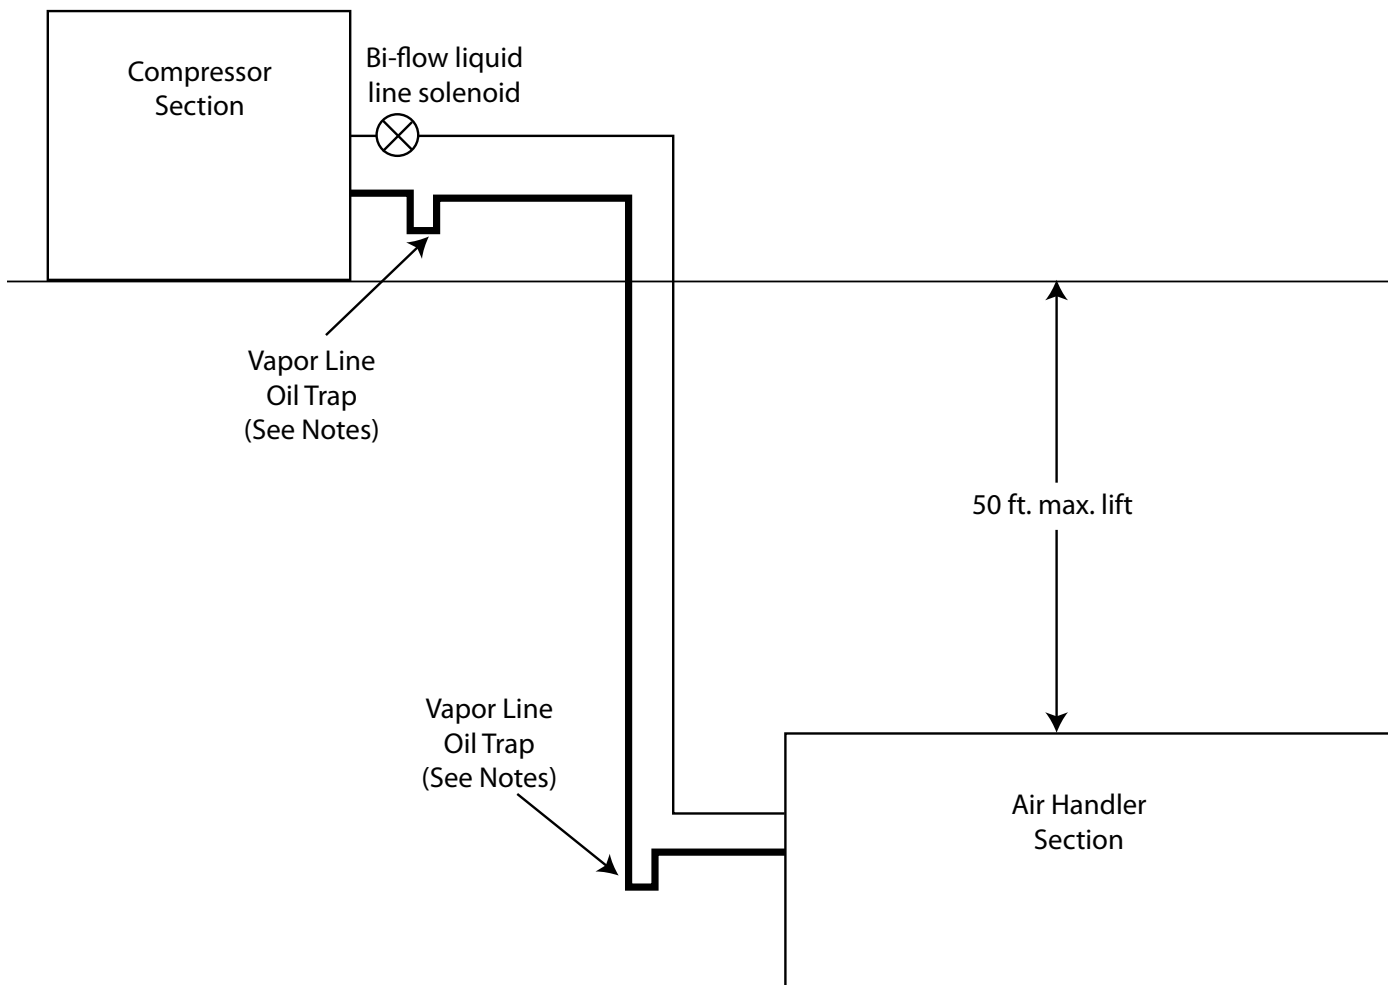 Compressor
Section
Bi-flow liquid
line solenoid
Vapor Line
Oil Trap
(See Notes)
50 ft. max. lift
Vapor Line
Oil Trap
(See Notes)
Air Handler
Section